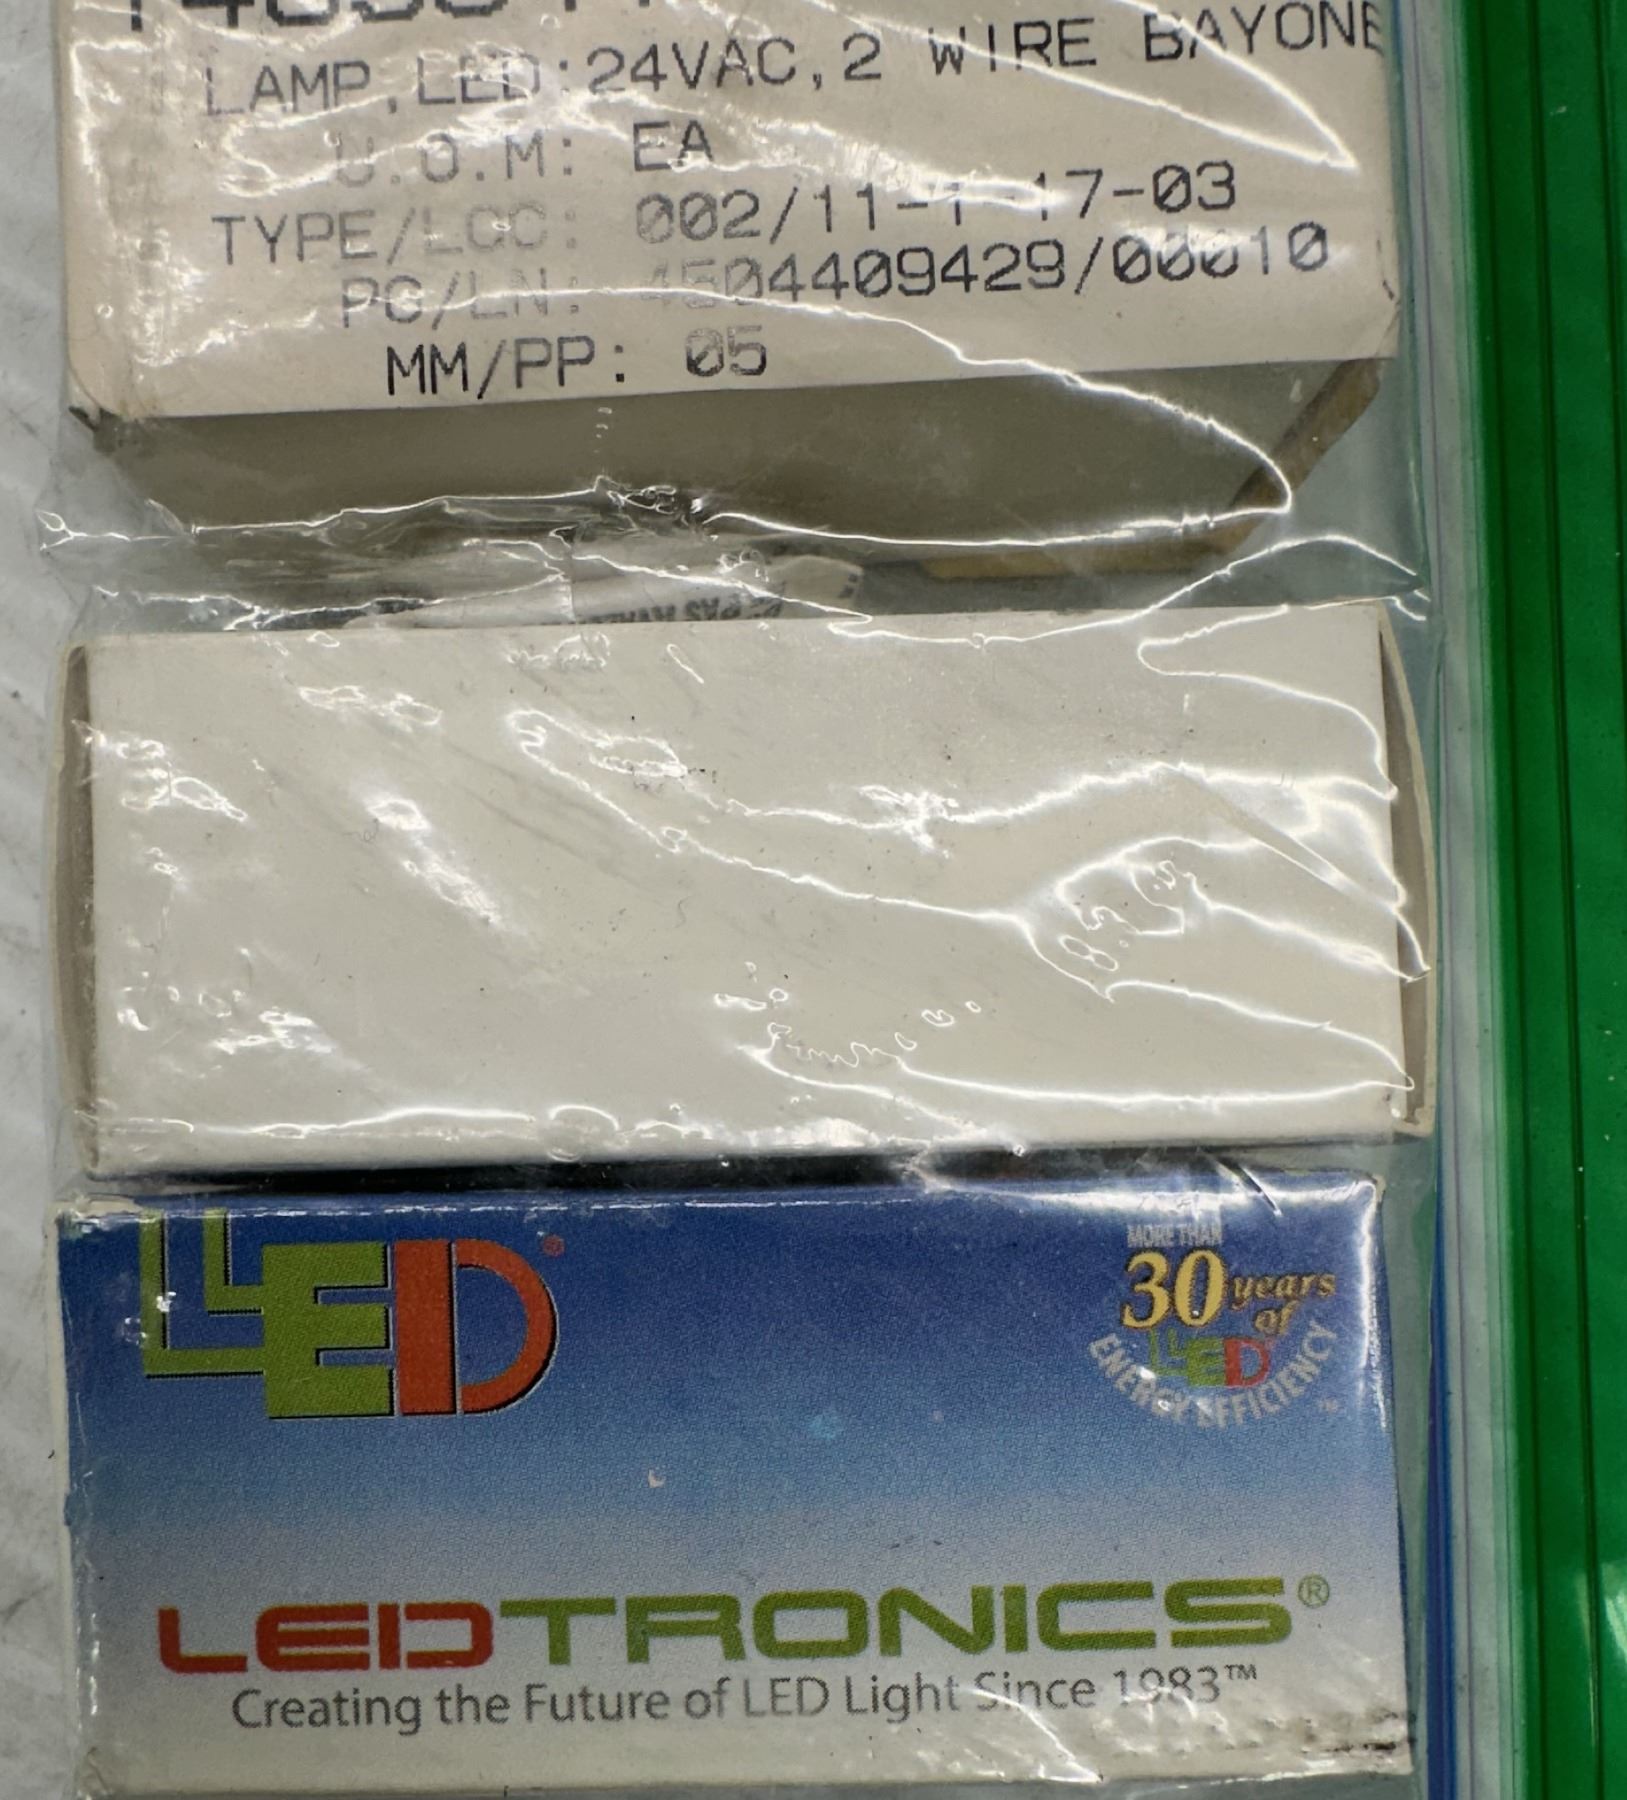 LAMP,LED:24VAC,2 WIRE BAYONE
U.O.M: EA
TYPE/LOC: 002/11-1-17-03
PO/LN: 4504409429/00010
MM/PP: 05
LED®
MORE THAN
30 years
of
LED
ENERGY EFFICIENCY™
LEDTRONICS®
Creating the Future of LED Light Since 1983™